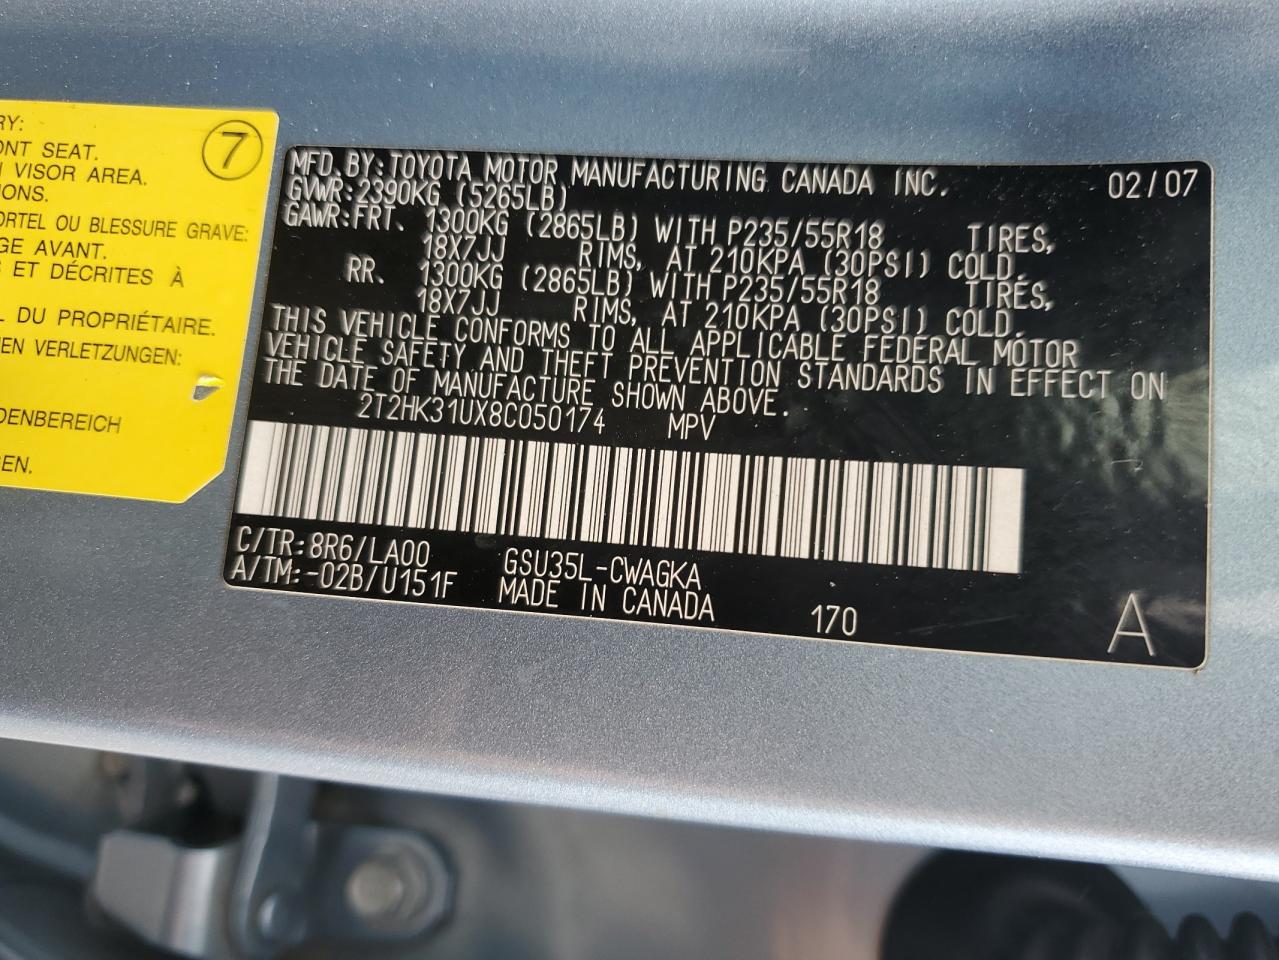 RY:
ONT SEAT.
VISOR AREA.
IONS.
ORTEL OU BLESSURE GRAVE:
GE AVANT.
ET DÉCRITES À
DU PROPRIÉTAIRE.
VERLETZUNGEN:
DENBEREICH
EN.
7
MFD. BY: TOYOTA MOTOR MANUFACTURING CANADA INC. 02/07
GVWR: 2390KG (5265LB)
GAWR: FRT. 1300KG (2865LB) WITH P235/55R18 TIRES,
18X7JJ RIMS, AT 210KPA (30PSI) COLD.
RR. 1300KG (2865LB) WITH P235/55R18 TIRES,
18X7JJ RIMS, AT 210KPA (30PSI) COLD.
THIS VEHICLE CONFORMS TO ALL APPLICABLE FEDERAL MOTOR
VEHICLE SAFETY AND THEFT PREVENTION STANDARDS IN EFFECT ON
THE DATE OF MANUFACTURE SHOWN ABOVE.
2T2HK31UX8C050174 MPV
C/TR: 8R6/LA00 GSU35L-CWAGKA
A/TM: -02B/U151F MADE IN CANADA 170 A